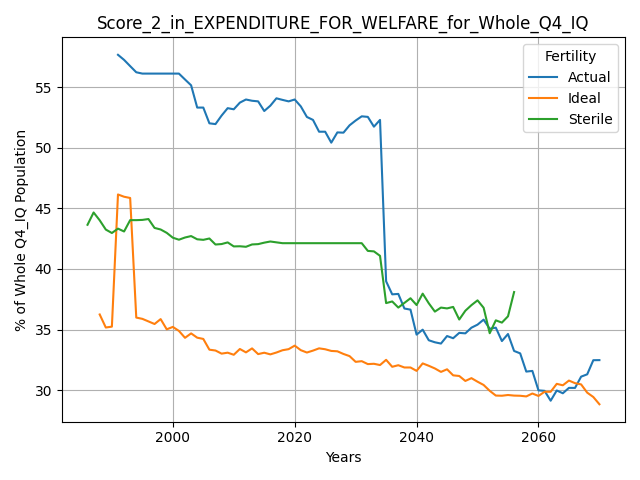 Score_2_in_EXPENDITURE_FOR_WELFARE_for_Whole_Q4_IQ
Fertility
Actual
Ideal
Sterile
% of Whole Q4_IQ Population
55
50
45
40
35
30
2000
2020
2040
2060
Years